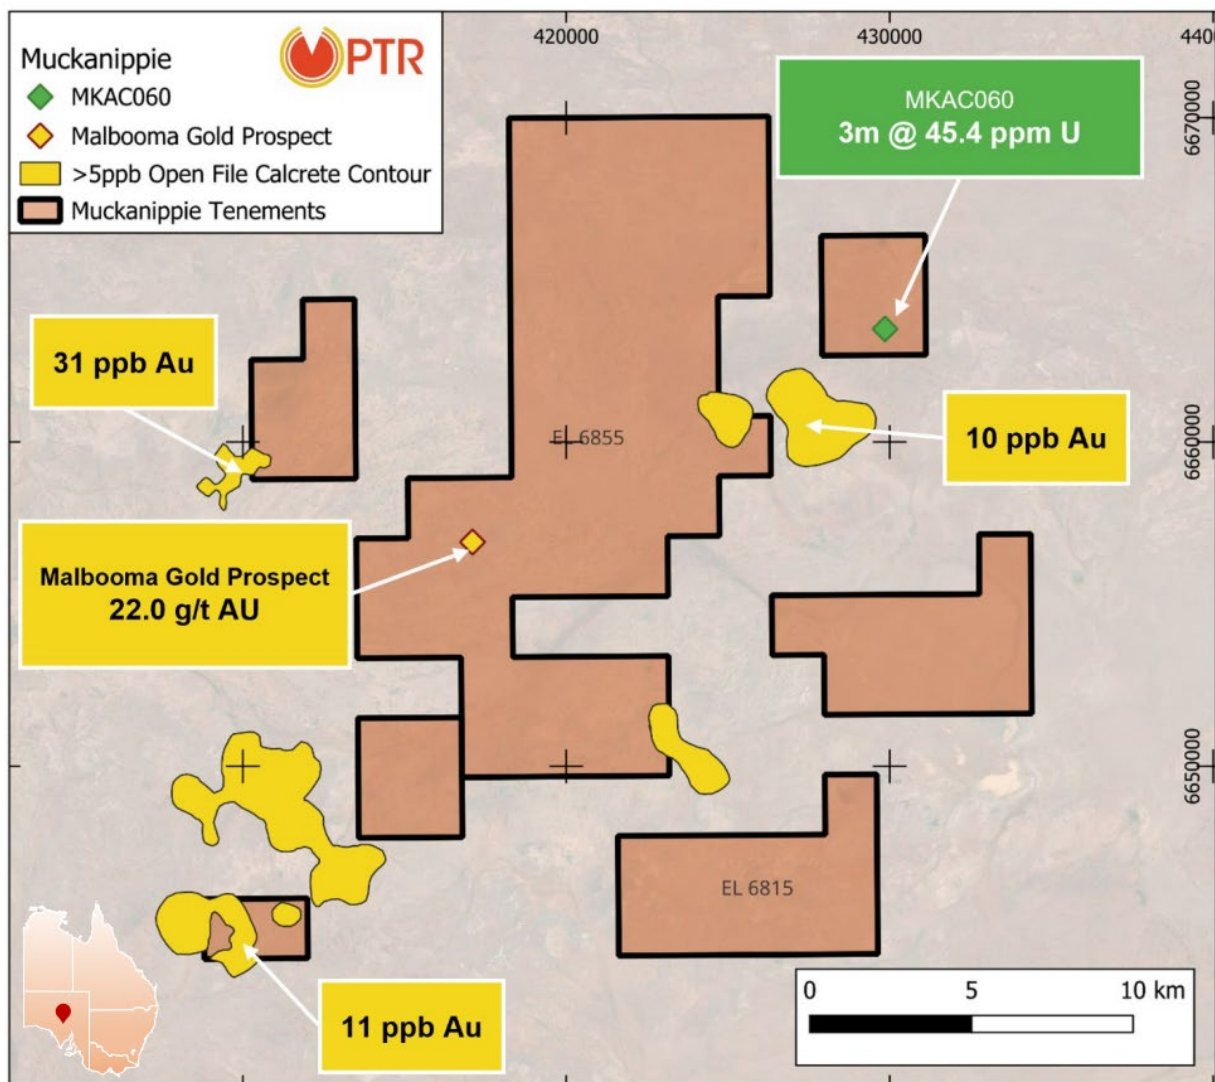 420000
430000
4400
Muckanippie
PTR
MKAC060
Malbooma Gold Prospect
>5ppb Open File Calcrete Contour
Muckanippie Tenements
MKAC060
3m @ 45.4 ppm U
6670000
31 ppb Au
EL 6855
10 ppb Au
6660000
Malbooma Gold Prospect
22.0 g/t AU
6650000
EL 6815
11 ppb Au
0 5 10 km